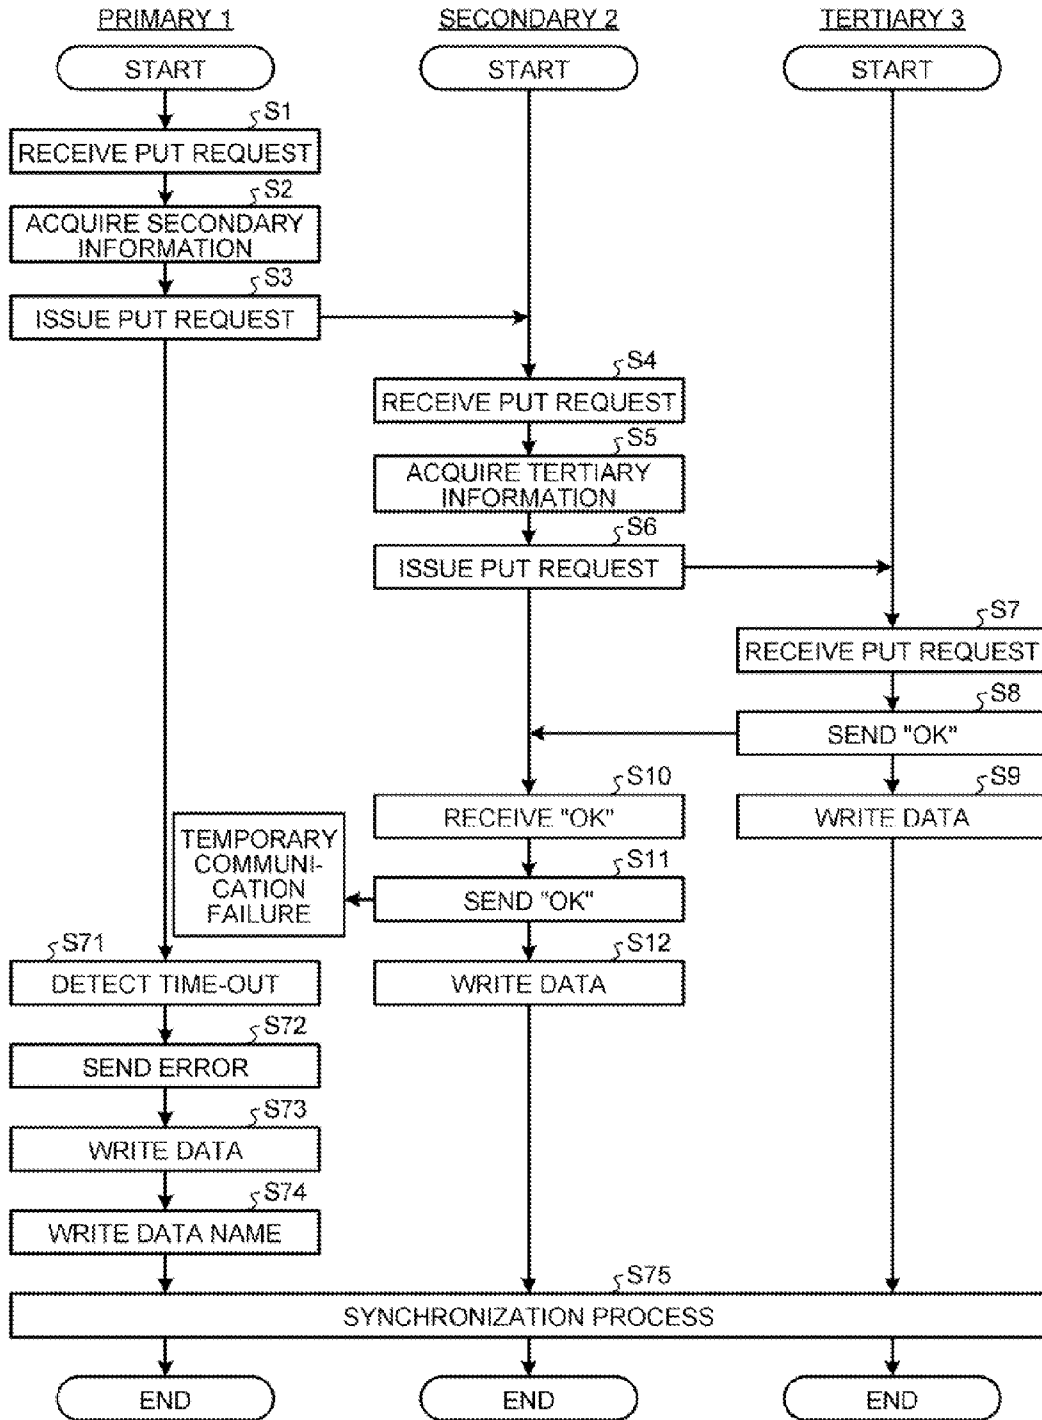 PRIMARY 1
SECONDARY 2
TERTIARY 3
START
START
START
S1
RECEIVE PUT REQUEST
S2
ACQUIRE SECONDARY
INFORMATION
S3
ISSUE PUT REQUEST
S4
RECEIVE PUT REQUEST
S5
ACQUIRE TERTIARY
INFORMATION
S6
ISSUE PUT REQUEST
S7
RECEIVE PUT REQUEST
S8
SEND "OK"
S9
WRITE DATA
S10
RECEIVE "OK"
TEMPORARY
COMMUNI-
CATION
FAILURE
S11
SEND "OK"
S12
WRITE DATA
S71
DETECT TIME-OUT
S72
SEND ERROR
S73
WRITE DATA
S74
WRITE DATA NAME
S75
SYNCHRONIZATION PROCESS
END
END
END